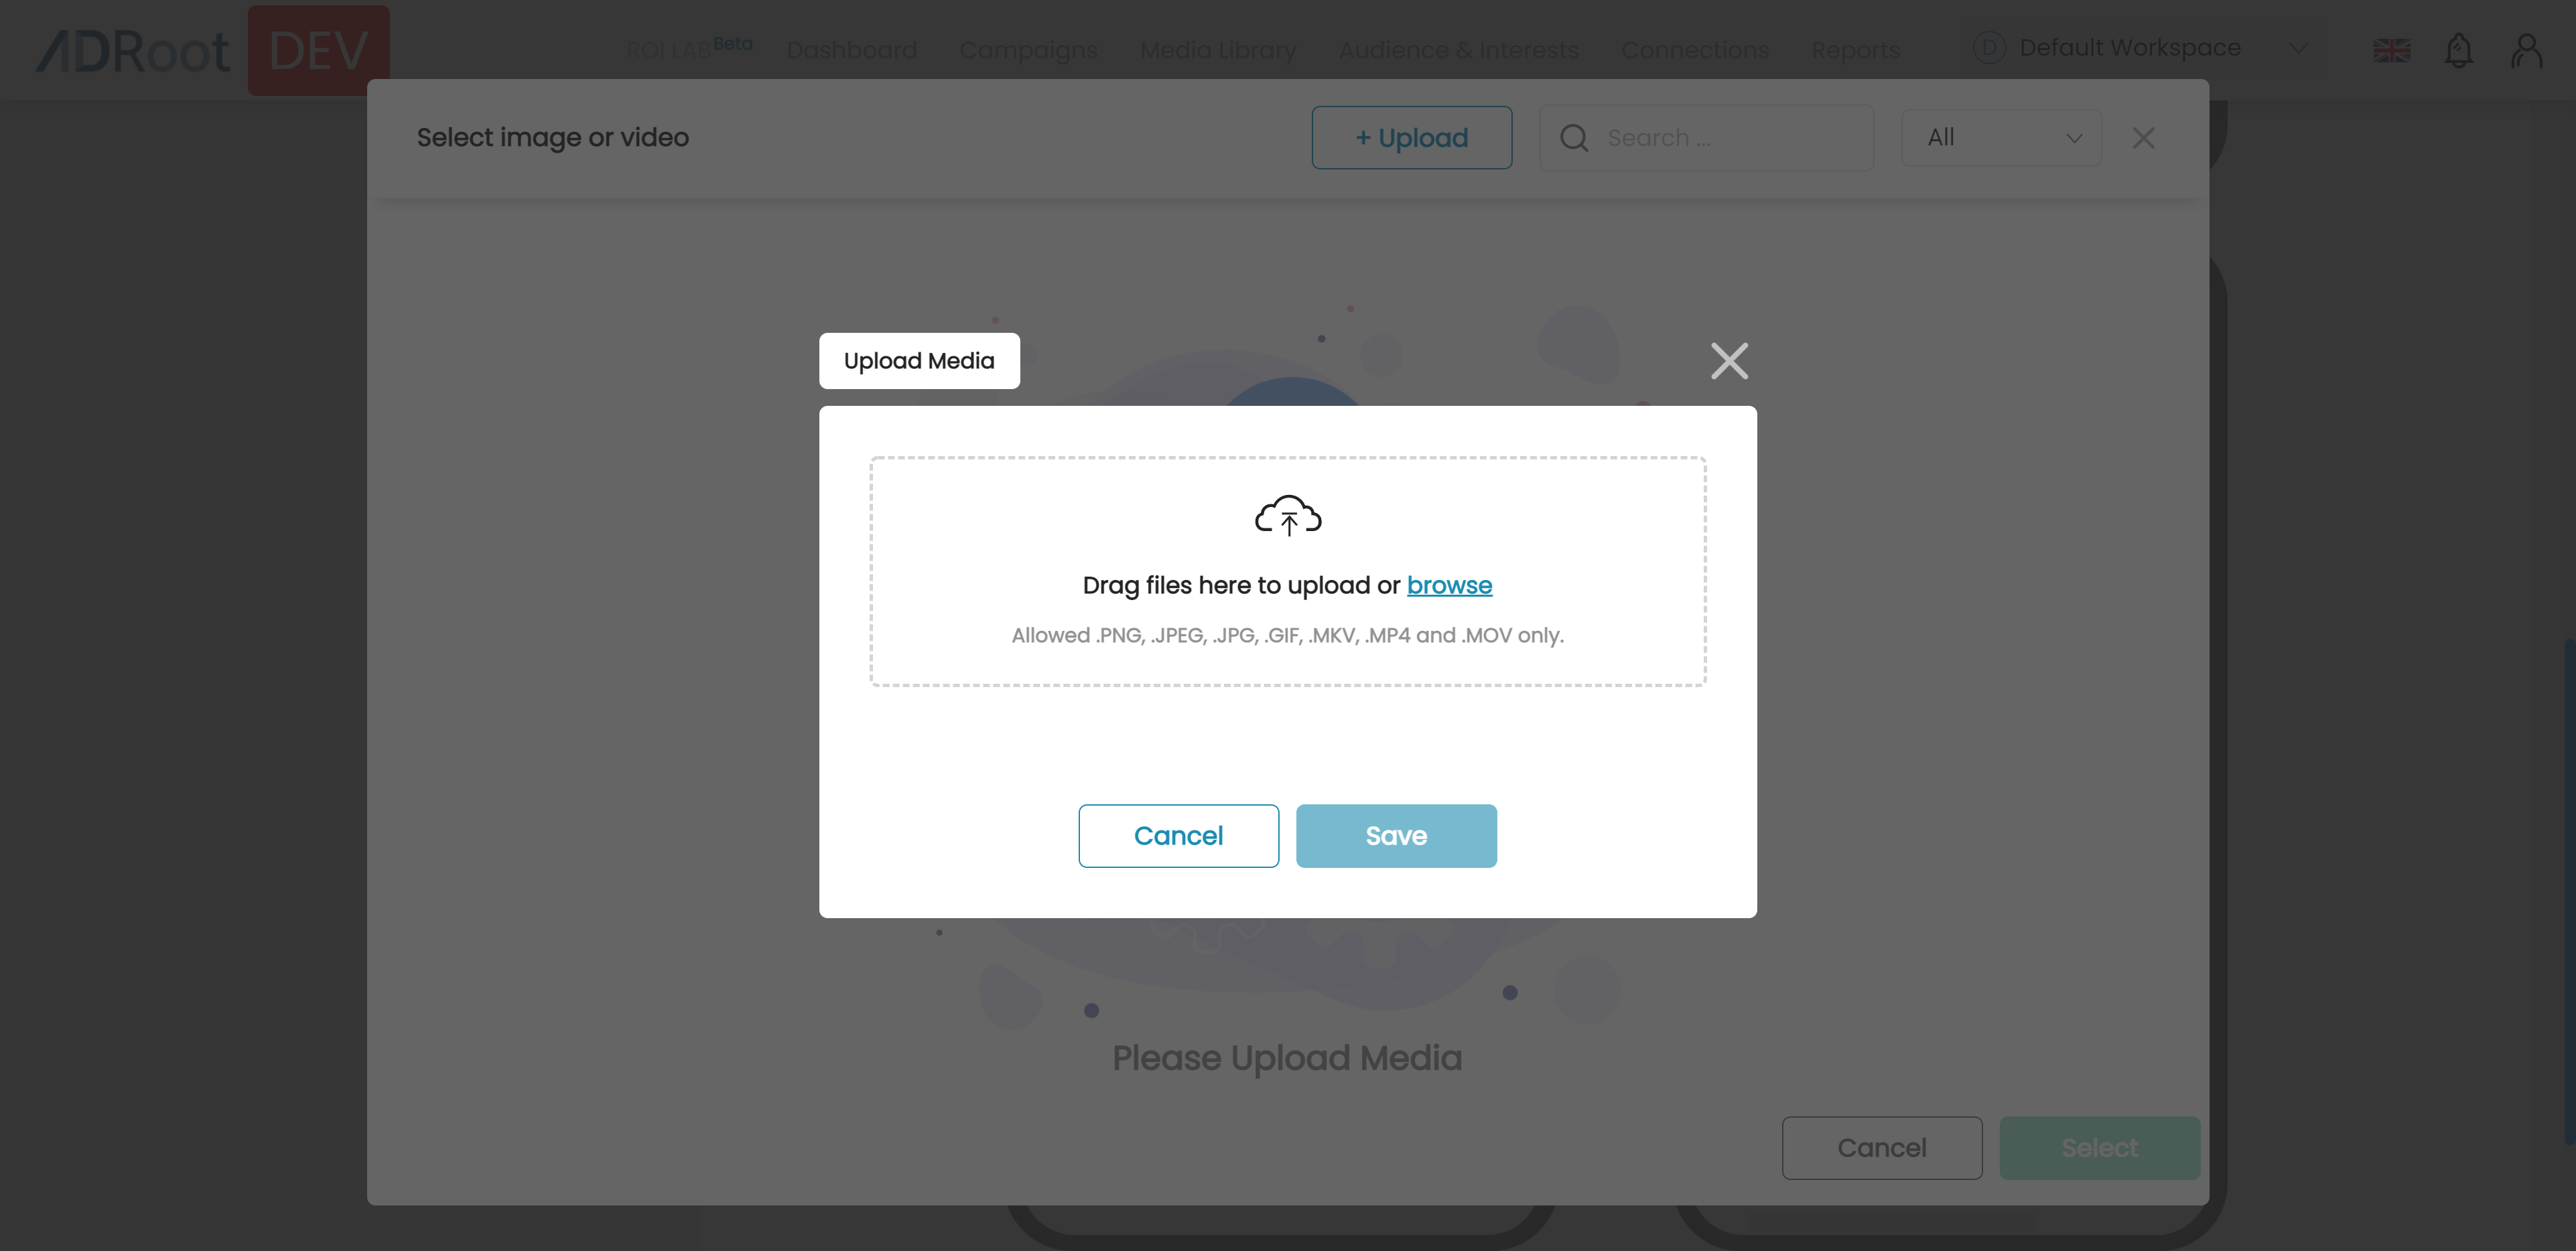 ADRoot DEV ROLLAB Beta Dashboard Campaigns Media Library Audience & Interests Connections Reports D Default Workspace
Select image or video + Upload Search ... All
Upload Media
Drag files here to upload or browse
Allowed .PNG, .JPEG, .JPG, .GIF, .MKV, .MP4 and .MOV only.
Cancel Save
Please Upload Media
Cancel Select